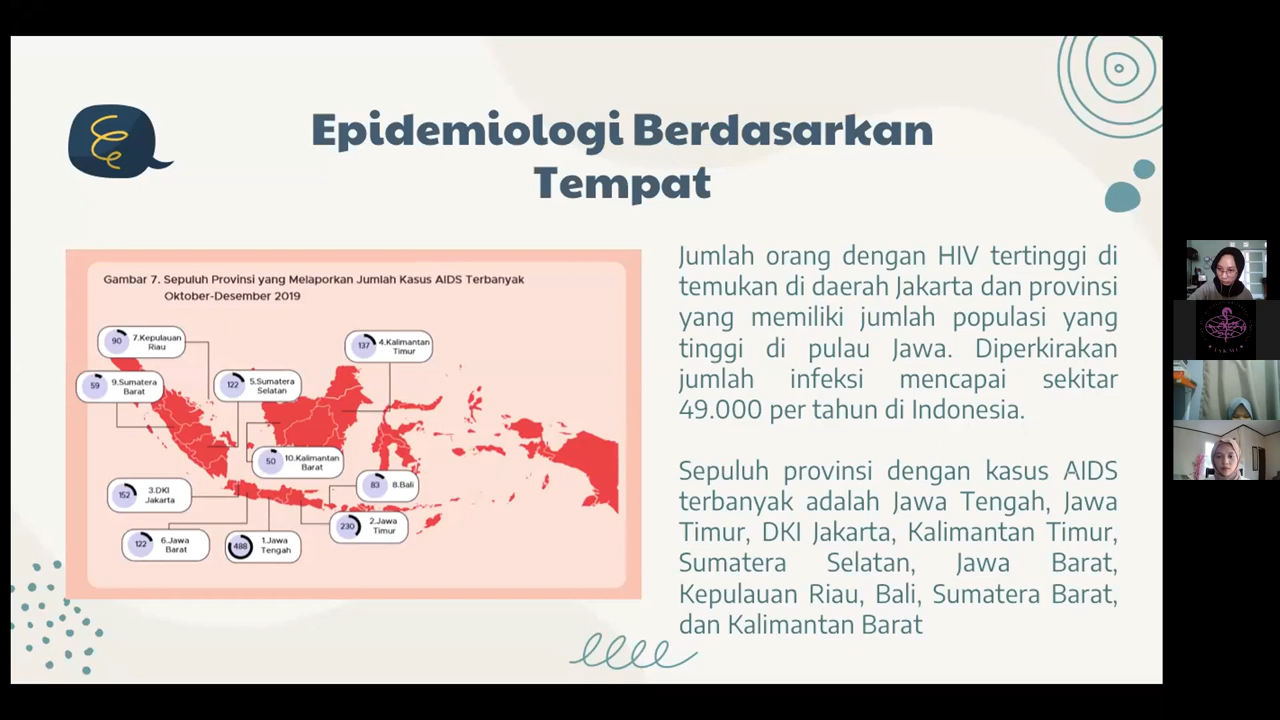 Epidemiologi Berdasarkan
Tempat
Gambar 7. Sepuluh Provinsi yang Melaporkan Jumlah Kasus AIDS Terbanyak
Oktober-Desember 2019
90 7.Kepulauan
Riau
137 4.Kalimantan
Timur
59 9.Sumatera
Barat
122 5.Sumatera
Selatan
50 10.Kalimantan
Barat
152 3.DKI
Jakarta
83 8.Bali
230 2.Jawa
Timur
122 6.Jawa
Barat
488 1.Jawa
Tengah
Jumlah orang dengan HIV tertinggi di
temukan di daerah Jakarta dan provinsi
yang memiliki jumlah populasi yang
tinggi di pulau Jawa. Diperkirakan
jumlah infeksi mencapai sekitar
49.000 per tahun di Indonesia.
Sepuluh provinsi dengan kasus AIDS
terbanyak adalah Jawa Tengah, Jawa
Timur, DKI Jakarta, Kalimantan Timur,
Sumatera Selatan, Jawa Barat,
Kepulauan Riau, Bali, Sumatera Barat,
dan Kalimantan Barat